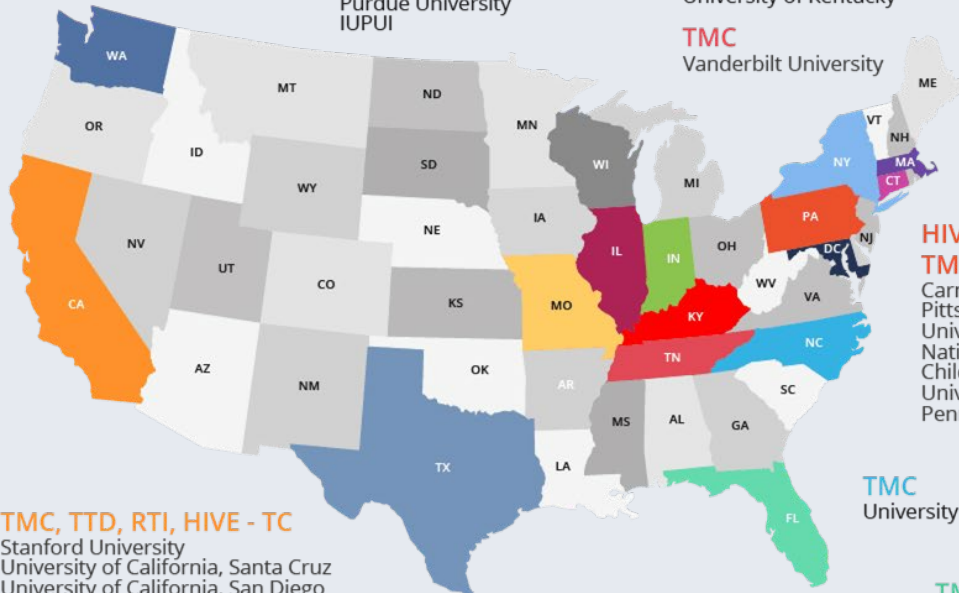 Purdue University
IUPUI
University of Kentucky
TMC
Vanderbilt University
WA
MT
ND
MN
ME
OR
ID
SD
WI
VT
NH
WY
MI
NY
MA
CT
NV
UT
NE
IA
PA
NJ
CO
IL
IN
OH
DC
CA
KS
MO
WV
VA
KY
AZ
NM
OK
AR
TN
NC
SC
MS
AL
GA
TX
LA
FL
HIV
TM
Carn
Pitts
Univ
Nati
Chil
Univ
Pen
TMC
University
TMC, TTD, RTI, HIVE - TC
Stanford University
University of California, Santa Cruz
University of California, San Diego
TM